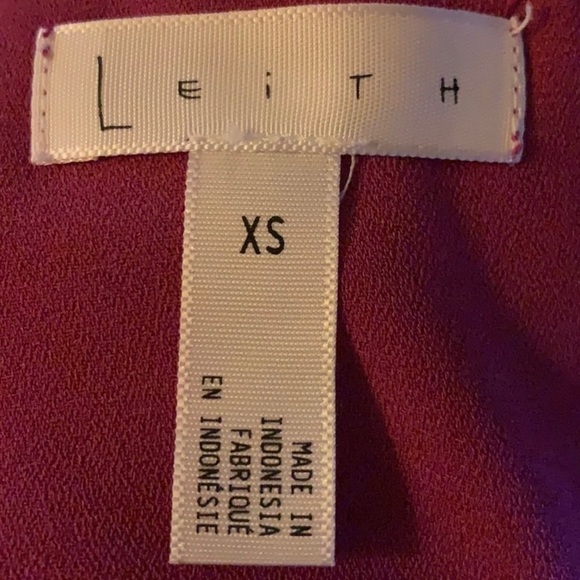 LEiTH
XS
MADE IN
INDONESIA
FABRIQUÉ
EN INDONÉSIE